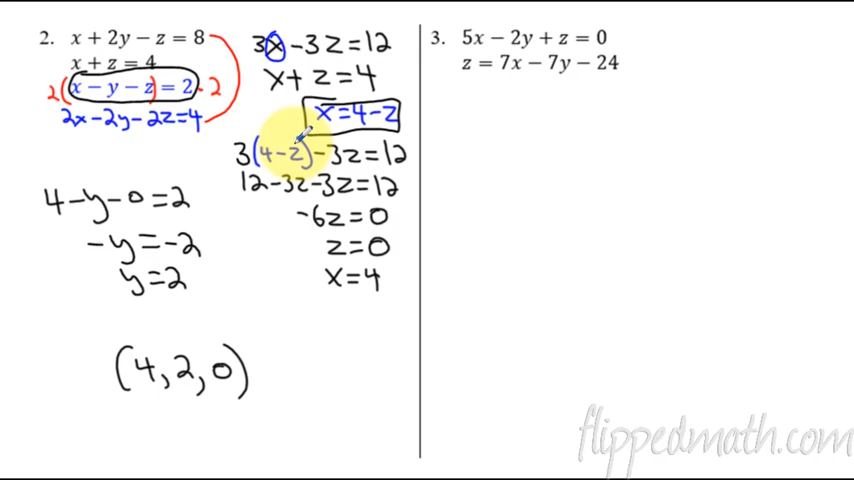 2. x + 2y − z = 8
x + z = 4
2(x − y − z) = 2 · 2
2x − 2y − 2z = 4
3x − 3z = 12
x + z = 4
x = 4 − z
3(4 − z) − 3z = 12
12 − 3z − 3z = 12
−6z = 0
z = 0
x = 4
4 − y − 0 = 2
−y = −2
y = 2
(4, 2, 0)
3. 5x − 2y + z = 0
z = 7x − 7y − 24
flippedmath.com